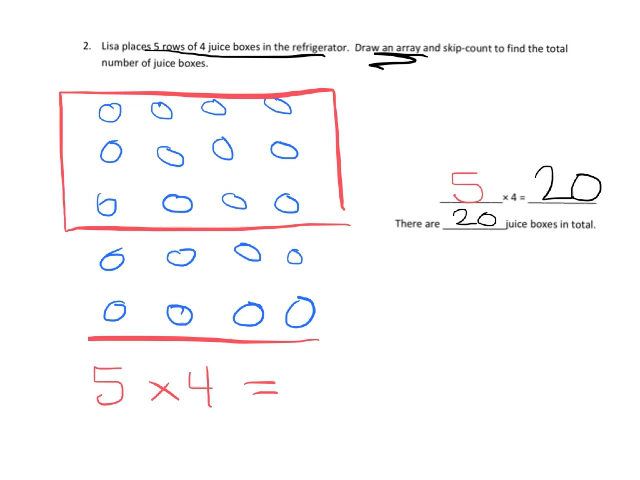 2. Lisa places 5 rows of 4 juice boxes in the refrigerator. Draw an array and skip-count to find the total
number of juice boxes.
5 x 4 = 20
There are 20 juice boxes in total.
5 x 4 =